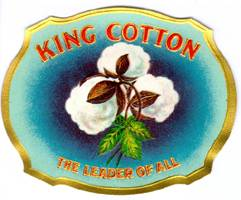 KING COTTON
THE LEADER OF ALL